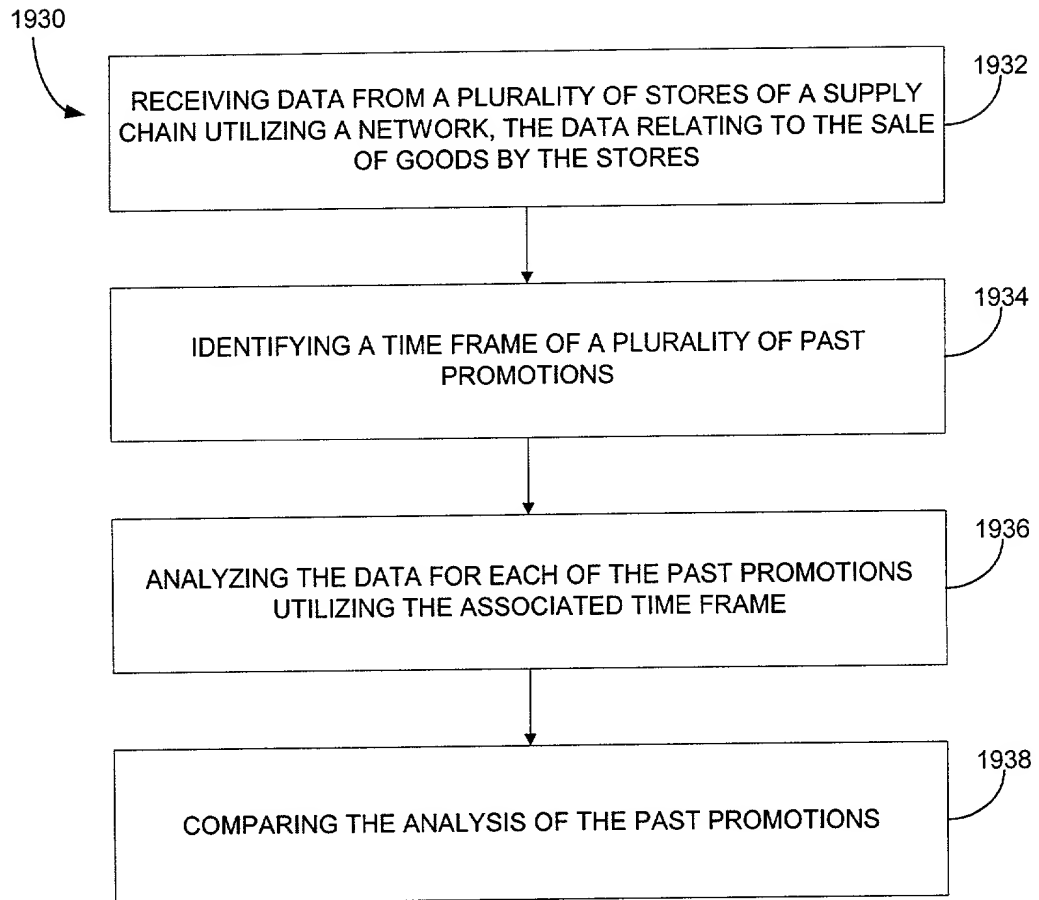 1930
1932
RECEIVING DATA FROM A PLURALITY OF STORES OF A SUPPLY
CHAIN UTILIZING A NETWORK, THE DATA RELATING TO THE SALE
OF GOODS BY THE STORES
1934
IDENTIFYING A TIME FRAME OF A PLURALITY OF PAST
PROMOTIONS
1936
ANALYZING THE DATA FOR EACH OF THE PAST PROMOTIONS
UTILIZING THE ASSOCIATED TIME FRAME
1938
COMPARING THE ANALYSIS OF THE PAST PROMOTIONS